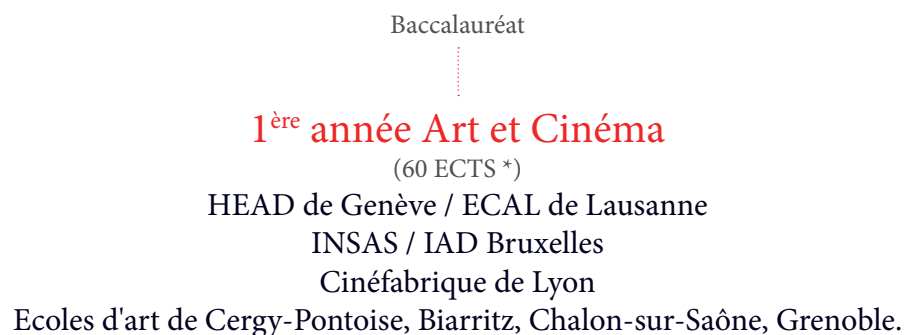 Baccalauréat
1ère année Art et Cinéma
(60 ECTS *)
HEAD de Genève / ECAL de Lausanne
INSAS / IAD Bruxelles
Cinéfabrique de Lyon
Ecoles d'art de Cergy-Pontoise, Biarritz, Chalon-sur-Saône, Grenoble.